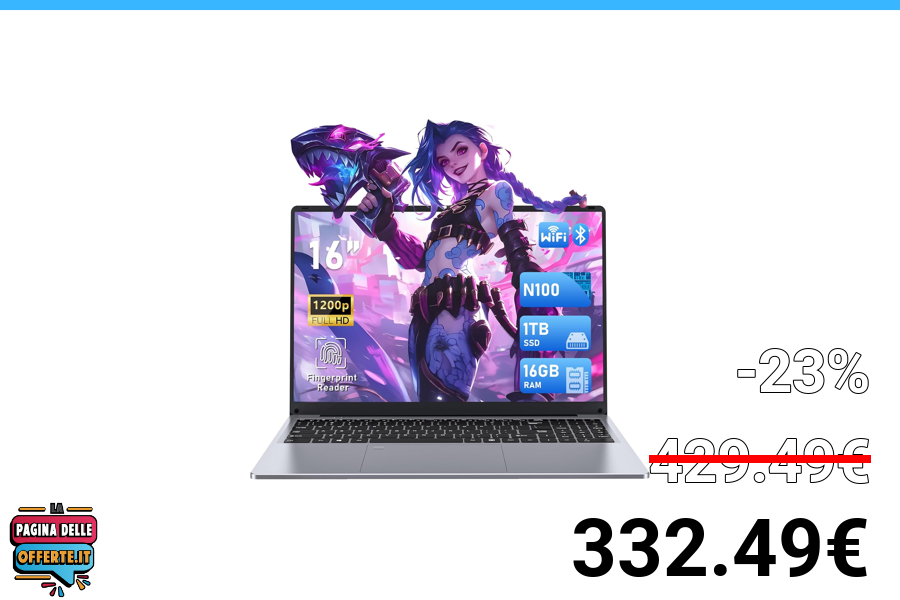 16”
WiFi
N100
1200p
FULL HD
1TB
SSD
16GB
RAM
Fingerprint
Reader
-23%
429.49€
332.49€
LA
PAGINA DELLE
OFFERTE.IT